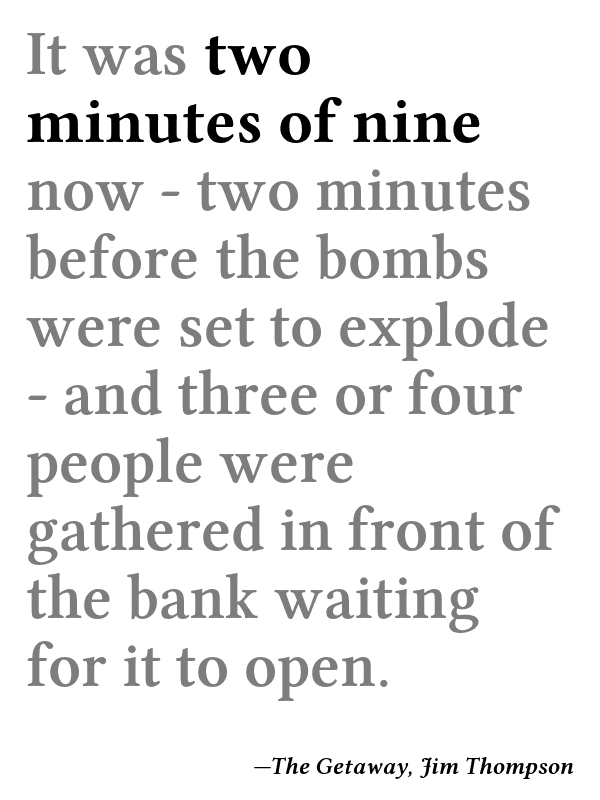 It was two
minutes of nine
now - two minutes
before the bombs
were set to explode
- and three or four
people were
gathered in front of
the bank waiting
for it to open.
—The Getaway, Jim Thompson